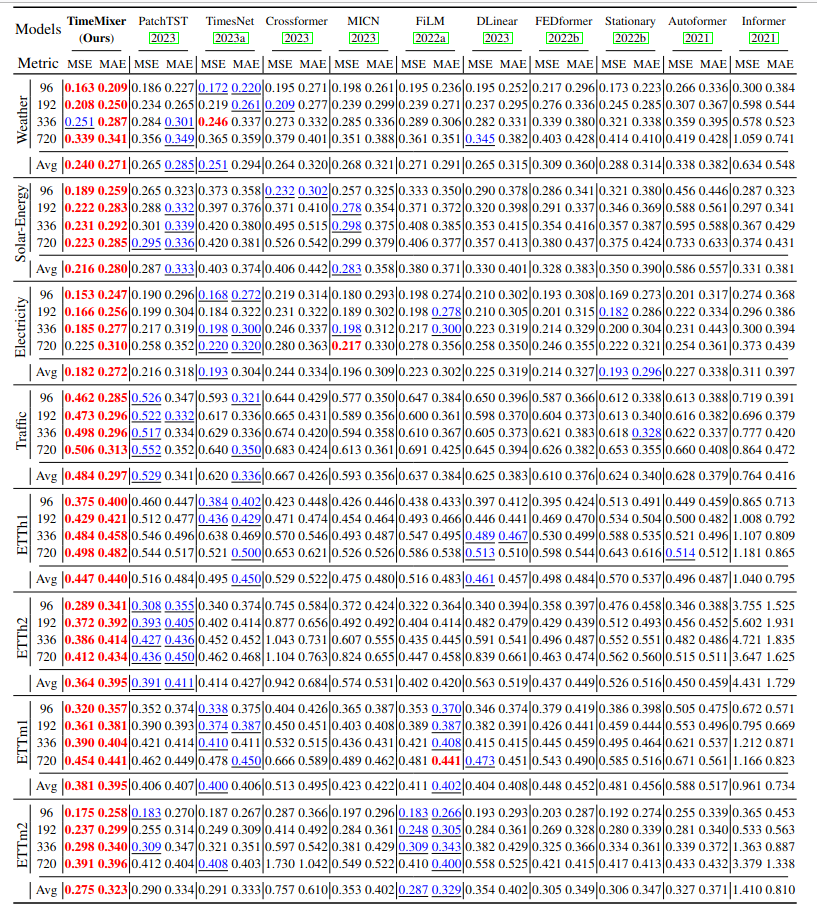 Models TimeMixer PatchTST TimesNet Crossformer MICN FiLM DLinear FEDformer Stationary Autoformer Informer
(Ours) 2023 2023a 2023 2023 2022a 2023 2022b 2022b 2021 2021
Metric MSE MAE MSE MAE MSE MAE MSE MAE MSE MAE MSE MAE MSE MAE MSE MAE MSE MAE MSE MAE MSE MAE
Weather
96 0.163 0.209 0.186 0.227 0.172 0.220 0.195 0.271 0.198 0.261 0.195 0.236 0.195 0.252 0.217 0.296 0.173 0.223 0.266 0.336 0.300 0.384
192 0.208 0.250 0.234 0.265 0.219 0.261 0.209 0.277 0.239 0.299 0.239 0.271 0.237 0.295 0.276 0.336 0.245 0.285 0.307 0.367 0.598 0.544
336 0.251 0.287 0.284 0.301 0.246 0.337 0.273 0.332 0.285 0.336 0.289 0.306 0.282 0.331 0.339 0.380 0.321 0.338 0.359 0.395 0.578 0.523
720 0.339 0.341 0.356 0.349 0.365 0.359 0.379 0.401 0.351 0.388 0.361 0.351 0.345 0.382 0.403 0.428 0.414 0.410 0.419 0.428 1.059 0.741
Avg 0.240 0.271 0.265 0.285 0.251 0.294 0.264 0.320 0.268 0.321 0.271 0.291 0.265 0.315 0.309 0.360 0.288 0.314 0.338 0.382 0.634 0.548
Solar-Energy
96 0.189 0.259 0.265 0.323 0.373 0.358 0.232 0.302 0.257 0.325 0.333 0.350 0.290 0.378 0.286 0.341 0.321 0.380 0.456 0.446 0.287 0.323
192 0.222 0.283 0.288 0.332 0.397 0.376 0.371 0.410 0.278 0.354 0.371 0.372 0.320 0.398 0.291 0.337 0.346 0.369 0.588 0.561 0.297 0.341
336 0.231 0.292 0.301 0.339 0.420 0.380 0.495 0.515 0.298 0.375 0.408 0.385 0.353 0.415 0.354 0.416 0.357 0.387 0.595 0.588 0.367 0.429
720 0.223 0.285 0.295 0.336 0.420 0.381 0.526 0.542 0.299 0.379 0.406 0.377 0.357 0.413 0.380 0.437 0.375 0.424 0.733 0.633 0.374 0.431
Avg 0.216 0.280 0.287 0.333 0.403 0.374 0.406 0.442 0.283 0.358 0.380 0.371 0.330 0.401 0.328 0.383 0.350 0.390 0.586 0.557 0.331 0.381
Electricity
96 0.153 0.247 0.190 0.296 0.168 0.272 0.219 0.314 0.180 0.293 0.198 0.274 0.210 0.302 0.193 0.308 0.169 0.273 0.201 0.317 0.274 0.368
192 0.166 0.256 0.199 0.304 0.184 0.322 0.231 0.322 0.189 0.302 0.198 0.278 0.210 0.305 0.201 0.315 0.182 0.286 0.222 0.334 0.296 0.386
336 0.185 0.277 0.217 0.319 0.198 0.300 0.246 0.337 0.198 0.312 0.217 0.300 0.223 0.319 0.214 0.329 0.200 0.304 0.231 0.443 0.300 0.394
720 0.225 0.310 0.258 0.352 0.220 0.320 0.280 0.363 0.217 0.330 0.278 0.356 0.258 0.350 0.246 0.355 0.222 0.321 0.254 0.361 0.373 0.439
Avg 0.182 0.272 0.216 0.318 0.193 0.304 0.244 0.334 0.196 0.309 0.223 0.302 0.225 0.319 0.214 0.327 0.193 0.296 0.227 0.338 0.311 0.397
Traffic
96 0.462 0.285 0.526 0.347 0.593 0.321 0.644 0.429 0.577 0.350 0.647 0.384 0.650 0.396 0.587 0.366 0.612 0.338 0.613 0.388 0.719 0.391
192 0.473 0.296 0.522 0.332 0.617 0.336 0.665 0.431 0.589 0.356 0.600 0.361 0.598 0.370 0.604 0.373 0.613 0.340 0.616 0.382 0.696 0.379
336 0.498 0.296 0.517 0.334 0.629 0.336 0.674 0.420 0.594 0.358 0.610 0.367 0.605 0.373 0.621 0.383 0.618 0.328 0.622 0.337 0.777 0.420
720 0.506 0.313 0.552 0.352 0.640 0.350 0.683 0.424 0.613 0.361 0.691 0.425 0.645 0.394 0.626 0.382 0.653 0.355 0.660 0.408 0.864 0.472
Avg 0.484 0.297 0.529 0.341 0.620 0.336 0.667 0.426 0.593 0.356 0.637 0.384 0.625 0.383 0.610 0.376 0.624 0.340 0.628 0.379 0.764 0.416
ETTh1
96 0.375 0.400 0.460 0.447 0.384 0.402 0.423 0.448 0.426 0.446 0.438 0.433 0.397 0.412 0.395 0.424 0.513 0.491 0.449 0.459 0.865 0.713
192 0.429 0.421 0.512 0.477 0.436 0.429 0.471 0.474 0.454 0.464 0.493 0.466 0.446 0.441 0.469 0.470 0.534 0.504 0.500 0.482 1.008 0.792
336 0.484 0.458 0.546 0.496 0.638 0.469 0.570 0.546 0.493 0.487 0.547 0.495 0.489 0.467 0.530 0.499 0.588 0.535 0.521 0.496 1.107 0.809
720 0.498 0.482 0.544 0.517 0.521 0.500 0.653 0.621 0.526 0.526 0.586 0.538 0.513 0.510 0.598 0.544 0.643 0.616 0.514 0.512 1.181 0.865
Avg 0.447 0.440 0.516 0.484 0.495 0.450 0.529 0.522 0.475 0.480 0.516 0.483 0.461 0.457 0.498 0.484 0.570 0.537 0.496 0.487 1.040 0.795
ETTh2
96 0.289 0.341 0.308 0.355 0.340 0.374 0.745 0.584 0.372 0.424 0.322 0.364 0.340 0.394 0.358 0.397 0.476 0.458 0.346 0.388 3.755 1.525
192 0.372 0.392 0.393 0.405 0.402 0.414 0.877 0.656 0.492 0.492 0.404 0.414 0.482 0.479 0.429 0.439 0.512 0.493 0.456 0.452 5.602 1.931
336 0.386 0.414 0.427 0.436 0.452 0.452 1.043 0.731 0.607 0.555 0.435 0.445 0.591 0.541 0.496 0.487 0.552 0.551 0.482 0.486 4.721 1.835
720 0.412 0.434 0.436 0.450 0.462 0.468 1.104 0.763 0.824 0.655 0.447 0.458 0.839 0.661 0.463 0.474 0.562 0.560 0.515 0.511 3.647 1.625
Avg 0.364 0.395 0.391 0.411 0.414 0.427 0.942 0.684 0.574 0.531 0.402 0.420 0.563 0.519 0.437 0.449 0.526 0.516 0.450 0.459 4.431 1.729
ETTm1
96 0.320 0.357 0.352 0.374 0.338 0.375 0.404 0.426 0.365 0.387 0.353 0.370 0.346 0.374 0.379 0.419 0.386 0.398 0.505 0.475 0.672 0.571
192 0.361 0.381 0.390 0.393 0.374 0.387 0.450 0.451 0.403 0.408 0.389 0.387 0.382 0.391 0.426 0.441 0.459 0.444 0.553 0.496 0.795 0.669
336 0.390 0.404 0.421 0.414 0.410 0.411 0.532 0.515 0.436 0.431 0.421 0.408 0.415 0.415 0.445 0.459 0.495 0.464 0.621 0.537 1.212 0.871
720 0.454 0.441 0.462 0.449 0.478 0.450 0.666 0.589 0.489 0.462 0.481 0.441 0.473 0.451 0.543 0.490 0.585 0.516 0.671 0.561 1.166 0.823
Avg 0.381 0.395 0.406 0.407 0.400 0.406 0.513 0.495 0.423 0.422 0.411 0.402 0.404 0.408 0.448 0.452 0.481 0.456 0.588 0.517 0.961 0.734
ETTm2
96 0.175 0.258 0.183 0.270 0.187 0.267 0.287 0.366 0.197 0.296 0.183 0.266 0.193 0.293 0.203 0.287 0.192 0.274 0.255 0.339 0.365 0.453
192 0.237 0.299 0.255 0.314 0.249 0.309 0.414 0.492 0.284 0.361 0.248 0.305 0.284 0.361 0.269 0.328 0.280 0.339 0.281 0.340 0.533 0.563
336 0.298 0.340 0.309 0.347 0.321 0.351 0.597 0.542 0.381 0.429 0.309 0.343 0.382 0.429 0.325 0.366 0.334 0.361 0.339 0.372 1.363 0.887
720 0.391 0.396 0.412 0.404 0.408 0.403 1.730 1.042 0.549 0.522 0.410 0.400 0.558 0.525 0.421 0.415 0.417 0.413 0.433 0.432 3.379 1.338
Avg 0.275 0.323 0.290 0.334 0.291 0.333 0.757 0.610 0.353 0.402 0.287 0.329 0.354 0.402 0.305 0.349 0.306 0.347 0.327 0.371 1.410 0.810